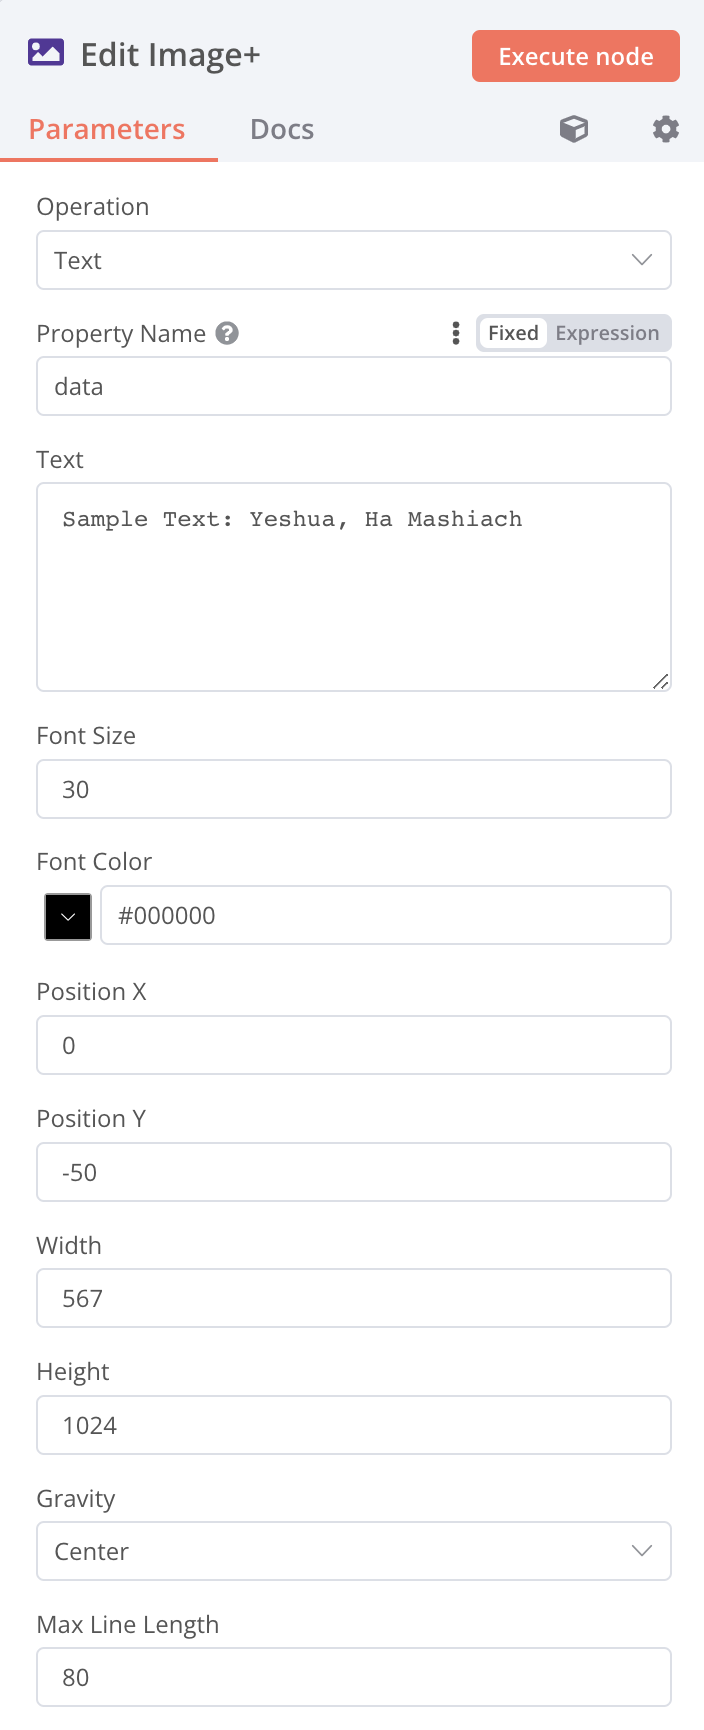 Edit Image+
Execute node
Parameters Docs
Operation
Text
Property Name
Fixed Expression
data
Text
Sample Text: Yeshua, Ha Mashiach
Font Size
30
Font Color
#000000
Position X
0
Position Y
-50
Width
567
Height
1024
Gravity
Center
Max Line Length
80